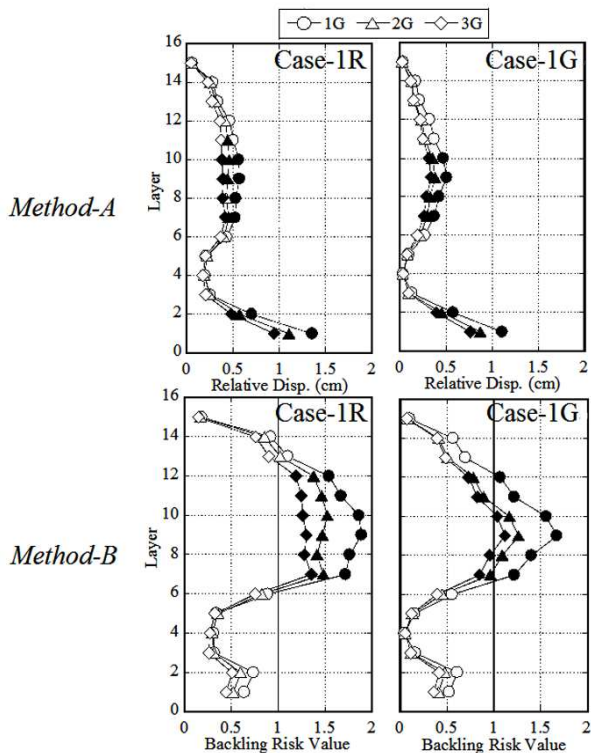 1G 2G 3G
Case-1R
Case-1G
Method-A
Layer
16
14
12
10
8
6
4
2
0
0 0.5 1 1.5 2
0 0.5 1 1.5 2
Relative Disp. (cm)
Relative Disp. (cm)
Case-1R
Case-1G
Method-B
Layer
16
14
12
10
8
6
4
2
0
0 0.5 1 1.5 2
0 0.5 1 1.5 2
Backling Risk Value
Backling Risk Value